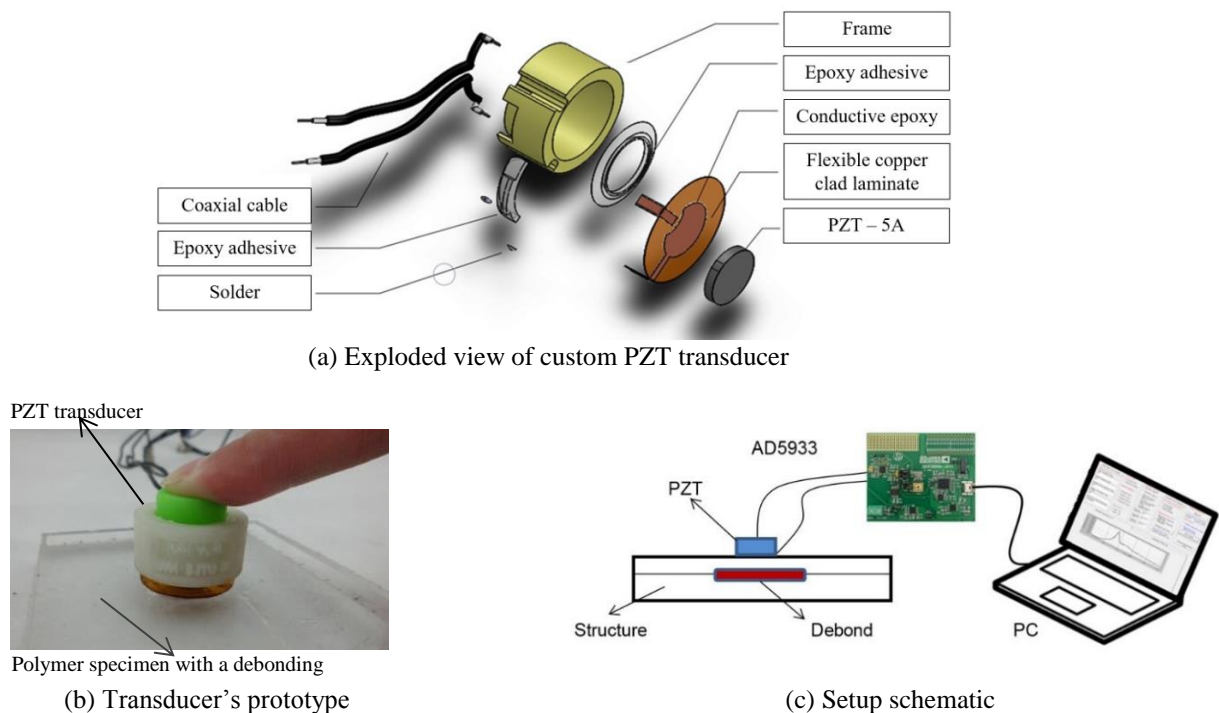 Frame
Epoxy adhesive
Conductive epoxy
Flexible copper
clad laminate
PZT – 5A
Coaxial cable
Epoxy adhesive
Solder
(a) Exploded view of custom PZT transducer
PZT transducer
Polymer specimen with a debonding
(b) Transducer’s prototype
AD5933
PZT
Structure
Debond
PC
(c) Setup schematic